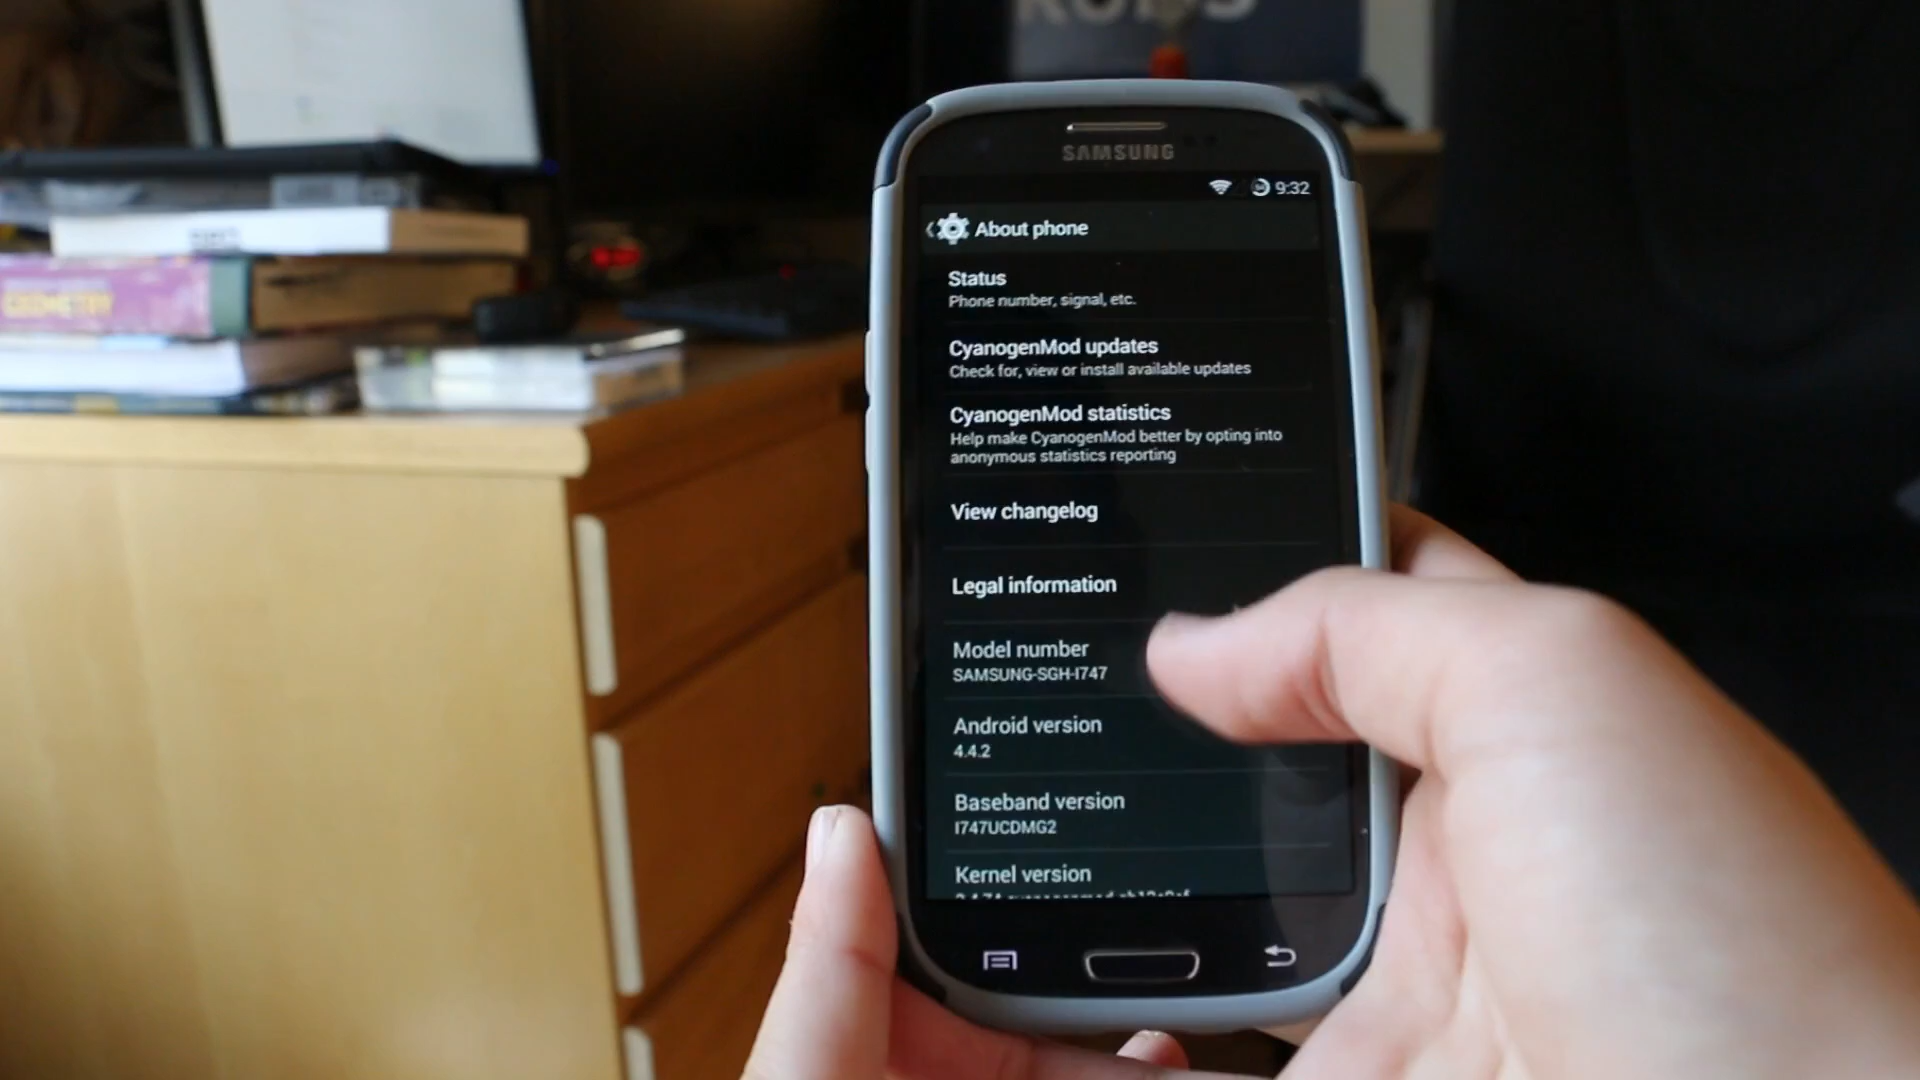 SAMSUNG
9:32
About phone
Status
Phone number, signal, etc.
CyanogenMod updates
Check for, view or install available updates
CyanogenMod statistics
Help make CyanogenMod better by opting into
anonymous statistics reporting
View changelog
Legal information
Model number
SAMSUNG-SGH-I747
Android version
4.4.2
Baseband version
I747UCDMG2
Kernel version
GEOMETRY